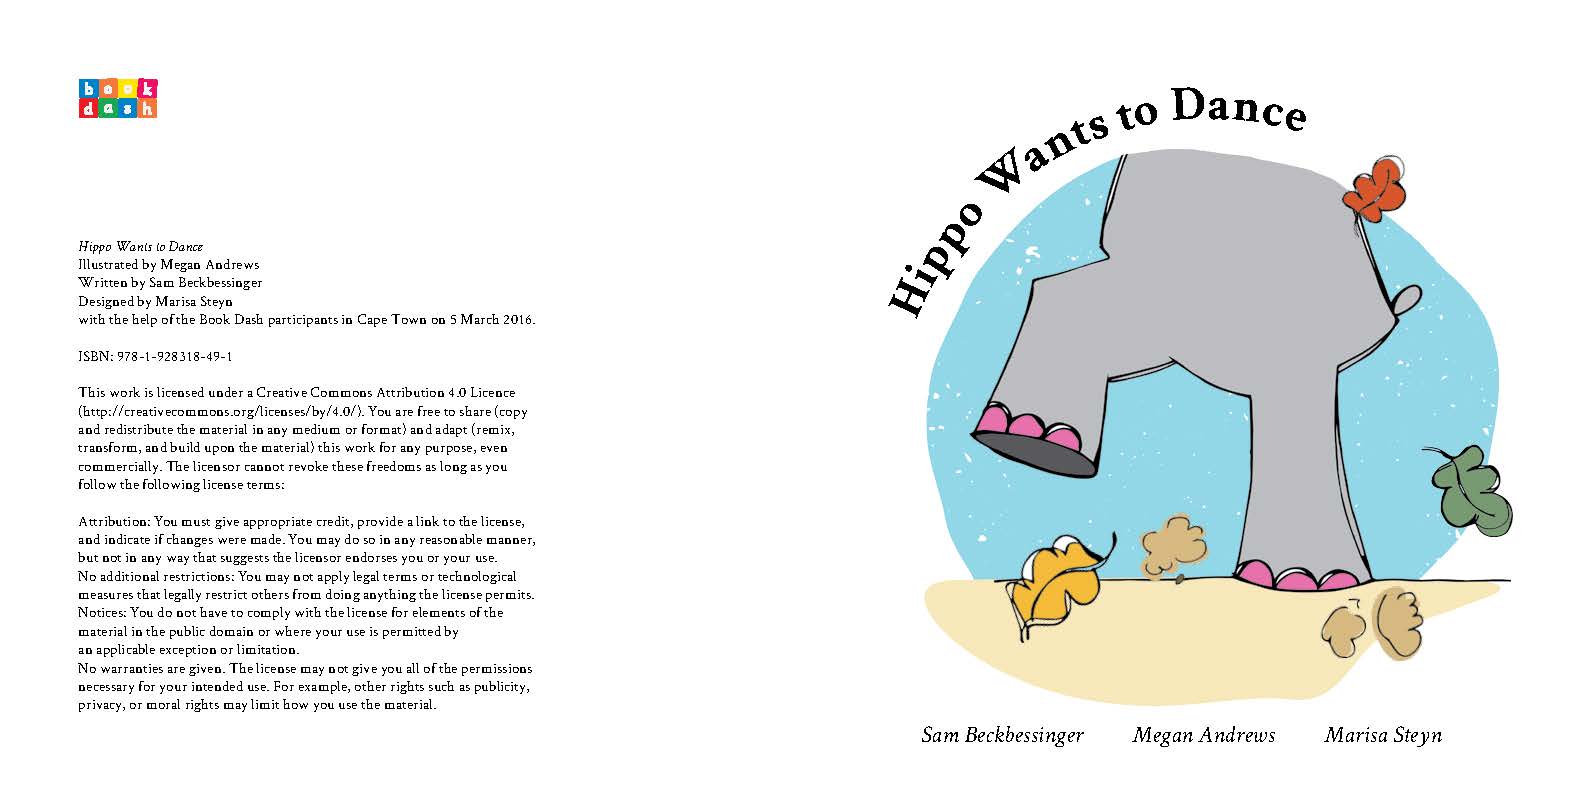 book
dash
Hippo Wants to Dance
Illustrated by Megan Andrews
Written by Sam Beckbessinger
Designed by Marisa Steyn
with the help of the Book Dash participants in Cape Town on 5 March 2016.
ISBN: 978-1-928318-49-1
This work is licensed under a Creative Commons Attribution 4.0 Licence
(http://creativecommons.org/licenses/by/4.0/). You are free to share (copy
and redistribute the material in any medium or format) and adapt (remix,
transform, and build upon the material) this work for any purpose, even
commercially. The licensor cannot revoke these freedoms as long as you
follow the following license terms:
Attribution: You must give appropriate credit, provide a link to the license,
and indicate if changes were made. You may do so in any reasonable manner,
but not in any way that suggests the licensor endorses you or your use.
No additional restrictions: You may not apply legal terms or technological
measures that legally restrict others from doing anything the license permits.
Notices: You do not have to comply with the license for elements of the
material in the public domain or where your use is permitted by
an applicable exception or limitation.
No warranties are given. The license may not give you all of the permissions
necessary for your intended use. For example, other rights such as publicity,
privacy, or moral rights may limit how you use the material.
Hippo Wants to Dance
Sam Beckbessinger Megan Andrews Marisa Steyn